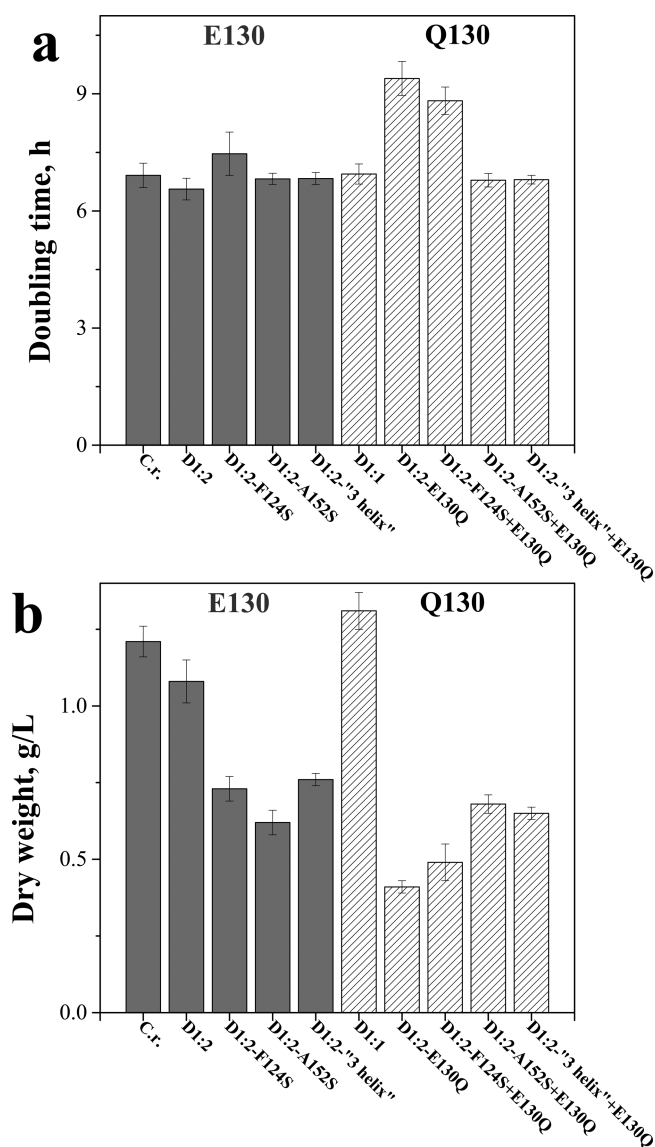 a
E130
Q130
Doubling time, h
9
6
3
0
C.r.
D1:2
D1:2-F124S
D1:2-A152S
D1:2-"3 helix"
D1:1
D1:2-E130Q
D1:2-F124S+E130Q
D1:2-A152S+E130Q
D1:2-"3 helix"+E130Q
b
E130
Q130
Dry weight, g/L
1.0
0.5
0.0
C.r.
D1:2
D1:2-F124S
D1:2-A152S
D1:2-"3 helix"
D1:1
D1:2-E130Q
D1:2-F124S+E130Q
D1:2-A152S+E130Q
D1:2-"3 helix"+E130Q